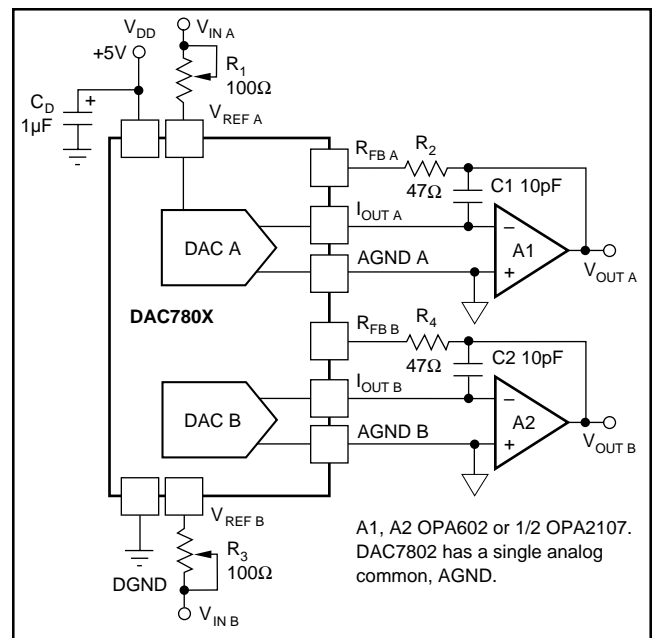 V_DD
+5V
V_IN A
R_1
100Ω
C_D
1µF
+
V_REF A
R_FB A
R_2
47Ω
C1 10pF
I_OUT A
DAC A
AGND A
–
+
A1
V_OUT A
DAC780X
R_FB B
R_4
47Ω
C2 10pF
I_OUT B
DAC B
AGND B
–
+
A2
V_OUT B
V_REF B
R_3
100Ω
DGND
V_IN B
A1, A2 OPA602 or 1/2 OPA2107.
DAC7802 has a single analog
common, AGND.